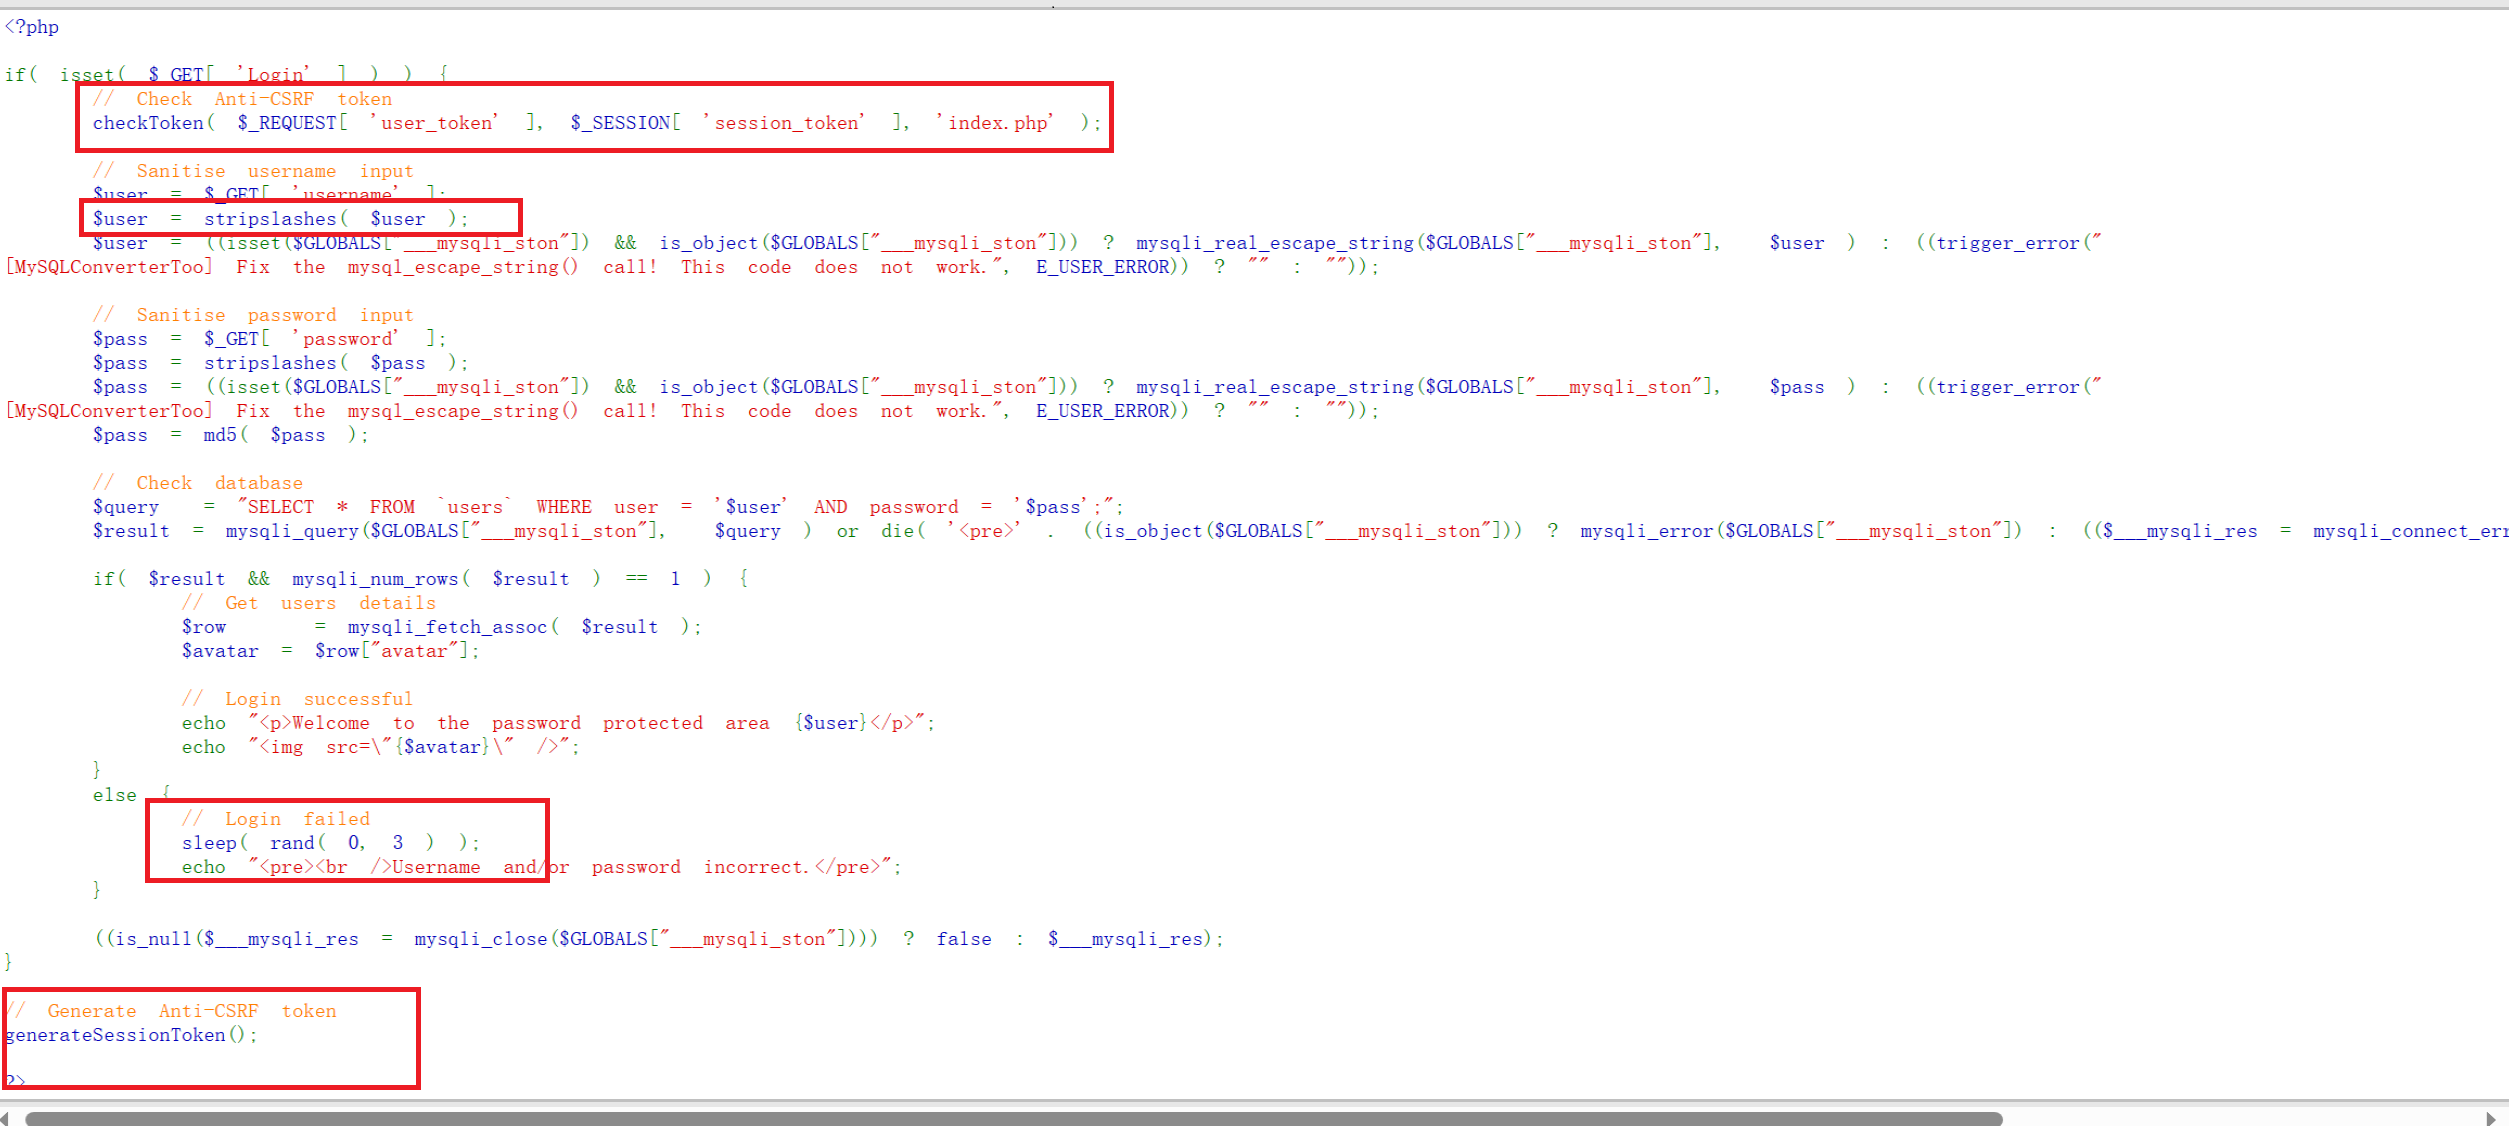 <?php
if( isset( $_GET[ 'Login' ] ) ) {
// Check Anti-CSRF token
checkToken( $_REQUEST[ 'user_token' ], $_SESSION[ 'session_token' ], 'index.php' );
// Sanitise username input
$user = $_GET[ 'username' ];
$user = stripslashes( $user );
$user = ((isset($GLOBALS["___mysqli_ston"]) && is_object($GLOBALS["___mysqli_ston"])) ? mysqli_real_escape_string($GLOBALS["___mysqli_ston"], $user ) : ((trigger_error("
[MySQLConverterToo] Fix the mysql_escape_string() call! This code does not work.", E_USER_ERROR)) ? "" : ""));
// Sanitise password input
$pass = $_GET[ 'password' ];
$pass = stripslashes( $pass );
$pass = ((isset($GLOBALS["___mysqli_ston"]) && is_object($GLOBALS["___mysqli_ston"])) ? mysqli_real_escape_string($GLOBALS["___mysqli_ston"], $pass ) : ((trigger_error("
[MySQLConverterToo] Fix the mysql_escape_string() call! This code does not work.", E_USER_ERROR)) ? "" : ""));
$pass = md5( $pass );
// Check database
$query = "SELECT * FROM `users` WHERE user = '$user' AND password = '$pass';";
$result = mysqli_query($GLOBALS["___mysqli_ston"], $query ) or die( '<pre>' . ((is_object($GLOBALS["___mysqli_ston"])) ? mysqli_error($GLOBALS["___mysqli_ston"]) : (($___mysqli_res = mysqli_connect_err
if( $result && mysqli_num_rows( $result ) == 1 ) {
// Get users details
$row = mysqli_fetch_assoc( $result );
$avatar = $row["avatar"];
// Login successful
echo "<p>Welcome to the password protected area {$user}</p>";
echo "<img src=\"{$avatar}\" />";
}
else {
// Login failed
sleep( rand( 0, 3 ) );
echo "<pre><br />Username and/or password incorrect.</pre>";
}
((is_null($___mysqli_res = mysqli_close($GLOBALS["___mysqli_ston"]))) ? false : $___mysqli_res);
}
// Generate Anti-CSRF token
generateSessionToken();
?>